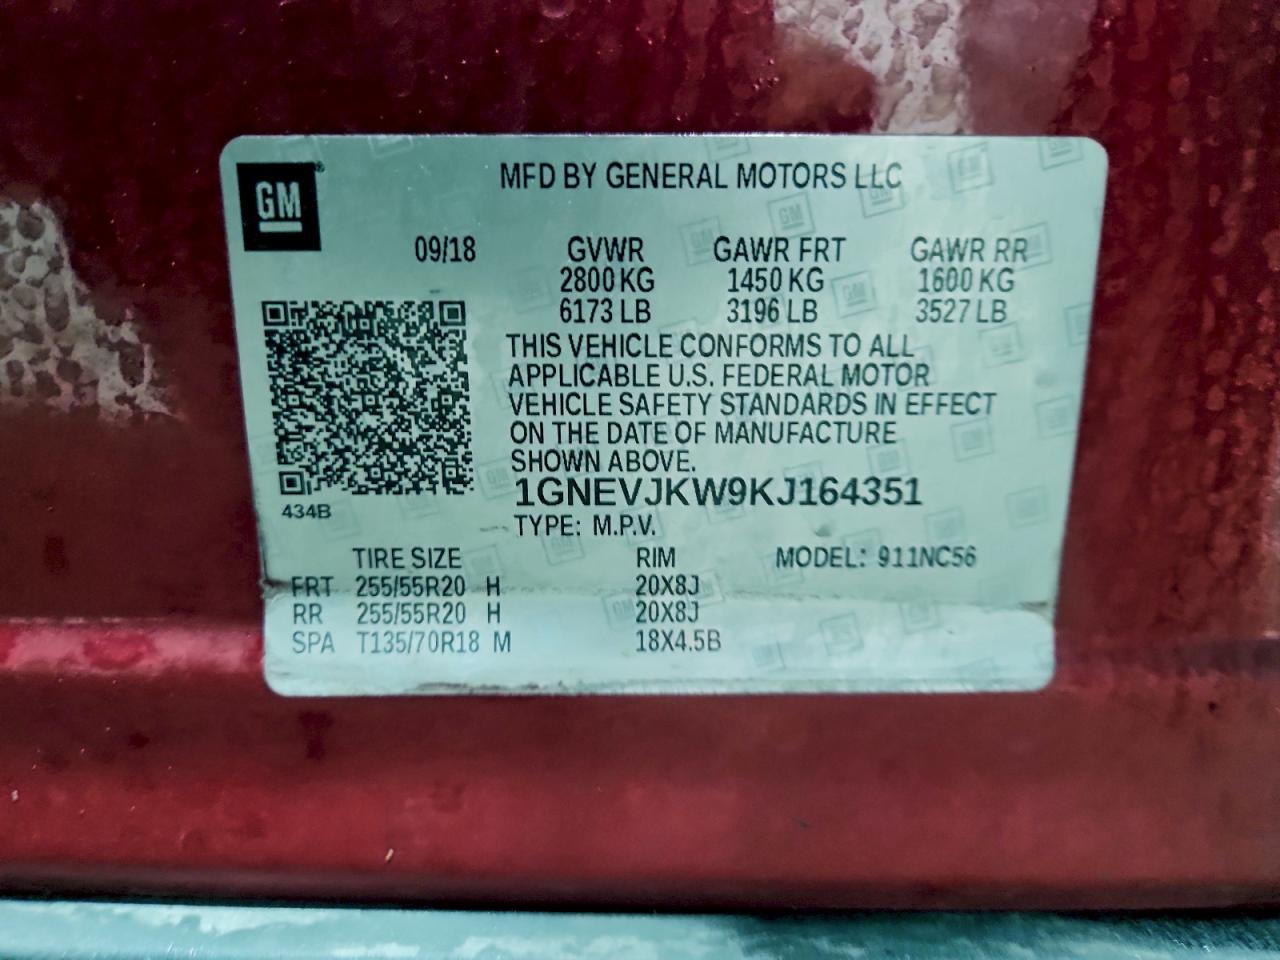 GM
MFD BY GENERAL MOTORS LLC
09/18 GVWR GAWR FRT GAWR RR
2800 KG 1450 KG 1600 KG
6173 LB 3196 LB 3527 LB
THIS VEHICLE CONFORMS TO ALL
APPLICABLE U.S. FEDERAL MOTOR
VEHICLE SAFETY STANDARDS IN EFFECT
ON THE DATE OF MANUFACTURE
SHOWN ABOVE.
1GNEVJKW9KJ164351
434B
TYPE: M.P.V.
TIRE SIZE RIM MODEL: 911NC56
FRT 255/55R20 H 20X8J
RR 255/55R20 H 20X8J
SPA T135/70R18 M 18X4.5B